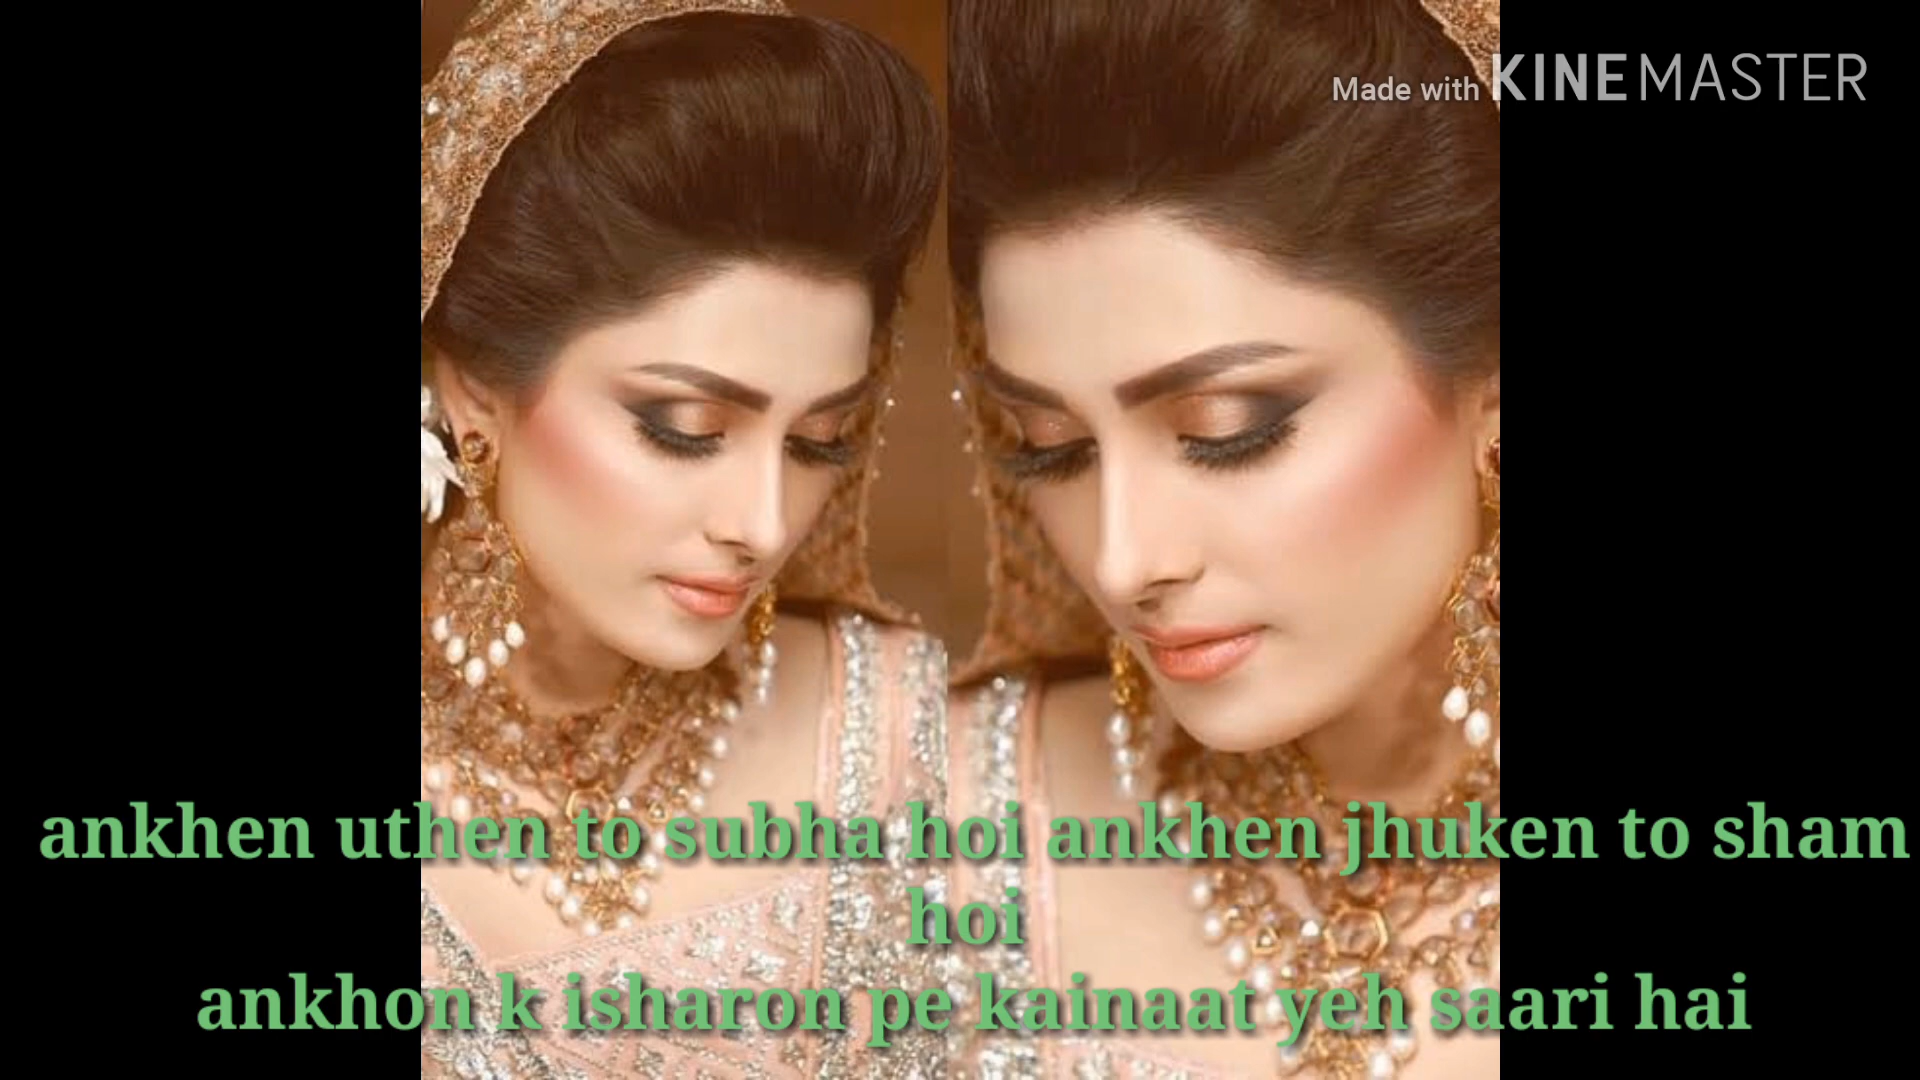 Made with KINEMASTER
ankhen uthen to subha hoi ankhen jhuken to sham
hoi
ankhon k isharon pe kainaat yeh saari hai